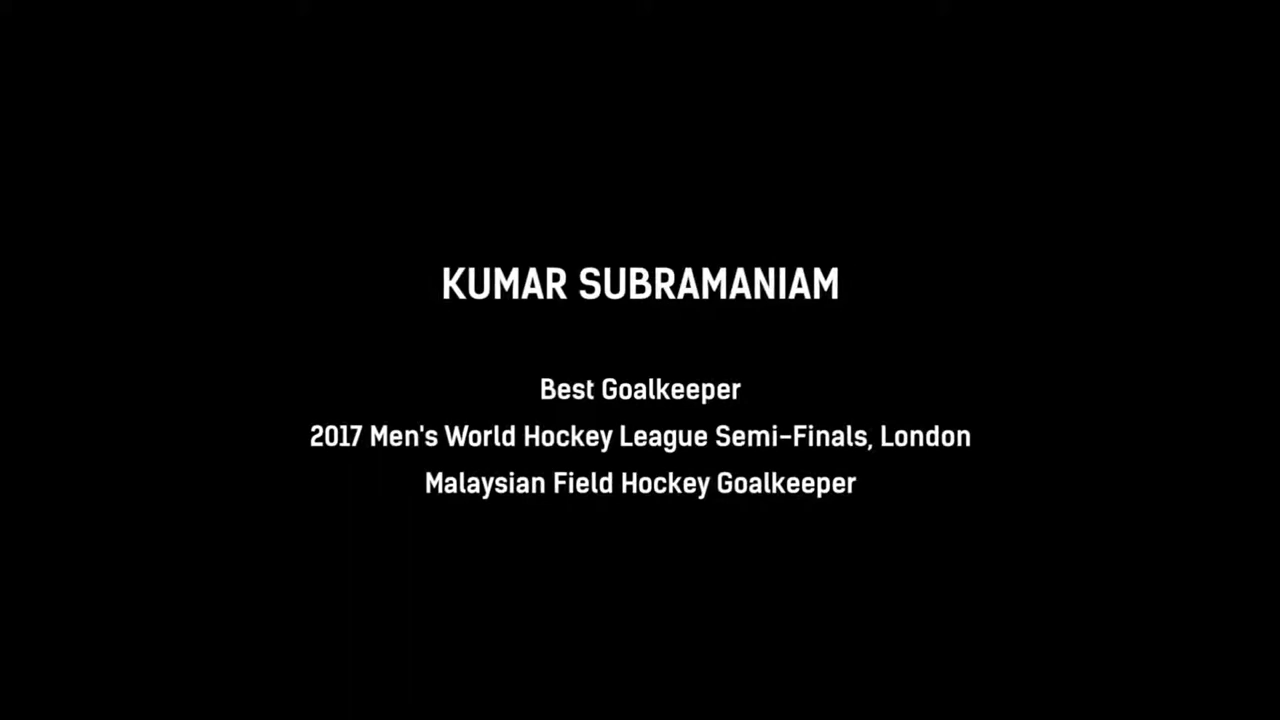 KUMAR SUBRAMANIAM
Best Goalkeeper
2017 Men's World Hockey League Semi-Finals, London
Malaysian Field Hockey Goalkeeper